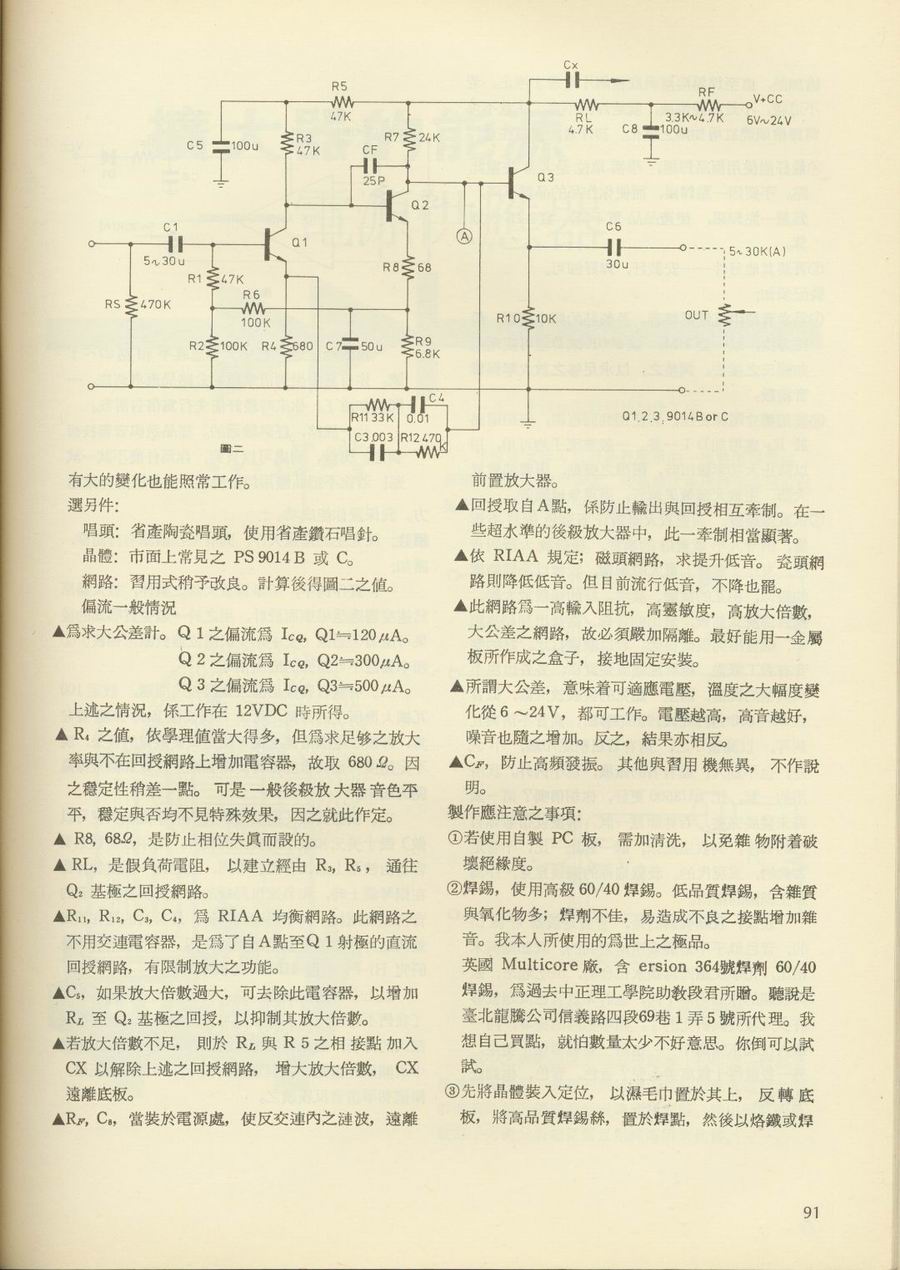 Cx
R5
47K
RF
V+CC
3.3K~4.7K
6V~24V
RL
4.7K
C8
100u
C5
100u
R3
47K
R7
24K
CF
25P
Q3
Q2
C1
5~30u
Q1
A
C6
30u
5~30K(A)
R1
47K
R8
68
RS
470K
R6
100K
R10
10K
OUT
R2
100K
R4
680
C7
50u
R9
6.8K
R11 33K
C4
0.01
C3 .003
R12 470K
Q1.2.3. 9014B or C
圖二
有大的變化也能照常工作。
選另件:
唱頭: 省產陶瓷唱頭, 使用省產鑽石唱針。
晶體: 市面上常見之 PS 9014 B 或 C。
網路: 習用式稍予改良。計算後得圖二之值。
偏流一般情況
▲爲求大公差計。Q 1 之偏流爲 ICQ, Q1≒120μA。
Q 2 之偏流爲 ICQ, Q2≒300μA。
Q 3 之偏流爲 ICQ, Q3≒500μA。
上述之情況, 係工作在 12VDC 時所得。
▲ R4 之值, 依學理值當大得多, 但爲求足够之放大
率與不在回授網路上增加電容器, 故取 680 Ω。因
之穩定性稍差一點。 可是一般後級放大器音色平
平, 穩定與否均不見特殊效果, 因之就此作定。
▲ R8, 68Ω, 是防止相位失眞而設的。
▲ RL, 是假負荷電阻, 以建立經由 R3, R5, 通往
Q2 基極之回授網路。
▲R11, R12, C3, C4, 爲 RIAA 均衡網路。此網路之
不用交連電容器, 是爲了自A點至Q 1 射極的直流
回授網路, 有限制放大之功能。
▲C5, 如果放大倍數過大, 可去除此電容器, 以增加
RL 至 Q2 基極之回授, 以抑制其放大倍數。
▲若放大倍數不足, 則於 RL 與 R 5 之相接點加入
CX 以解除上述之回授網路, 增大放大倍數, CX
遠離底板。
▲RF, C8, 當裝於電源處, 使反交連內之漣波, 遠離
前置放大器。
▲回授取自A點, 係防止輸出與回授相互牽制。在一
些超水準的後級放大器中, 此一牽制相當顯著。
▲依 RIAA 規定; 磁頭網路, 求提升低音。 瓷頭網
路則降低低音。但目前流行低音, 不降也罷。
▲此網路爲一高輸入阻抗, 高靈敏度, 高放大倍數,
大公差之網路, 故必須嚴加隔離。最好能用一金屬
板所作成之盒子, 接地固定安裝。
▲所謂大公差, 意味着可適應電壓, 溫度之大幅度變
化從 6 ～24V, 都可工作。電壓越高, 高音越好,
噪音也隨之增加。反之, 結果亦相反。
▲CF, 防止高頻發振。 其他與習用機無異, 不作說
明。
製作應注意之事項:
①若使用自製 PC 板, 需加清洗, 以免雜物附着破
壞絕緣度。
②焊錫, 使用高級 60/40 焊錫。低品質焊錫, 含雜質
與氧化物多; 焊劑不佳, 易造成不良之接點增加雜
音。我本人所使用的爲世上之極品。
英國 Multicore 廠, 含 ersion 364號焊劑 60/40
焊錫, 爲過去中正理工學院助敎段君所贈。聽說是
臺北龍騰公司信義路四段69巷 1 弄 5 號所代理。我
想自己買點, 就怕數量太少不好意思。你倒可以試
試。
③先將晶體裝入定位, 以濕毛巾置於其上, 反轉底
板, 將高品質焊錫絲, 置於焊點, 然後以烙鐵或焊
91